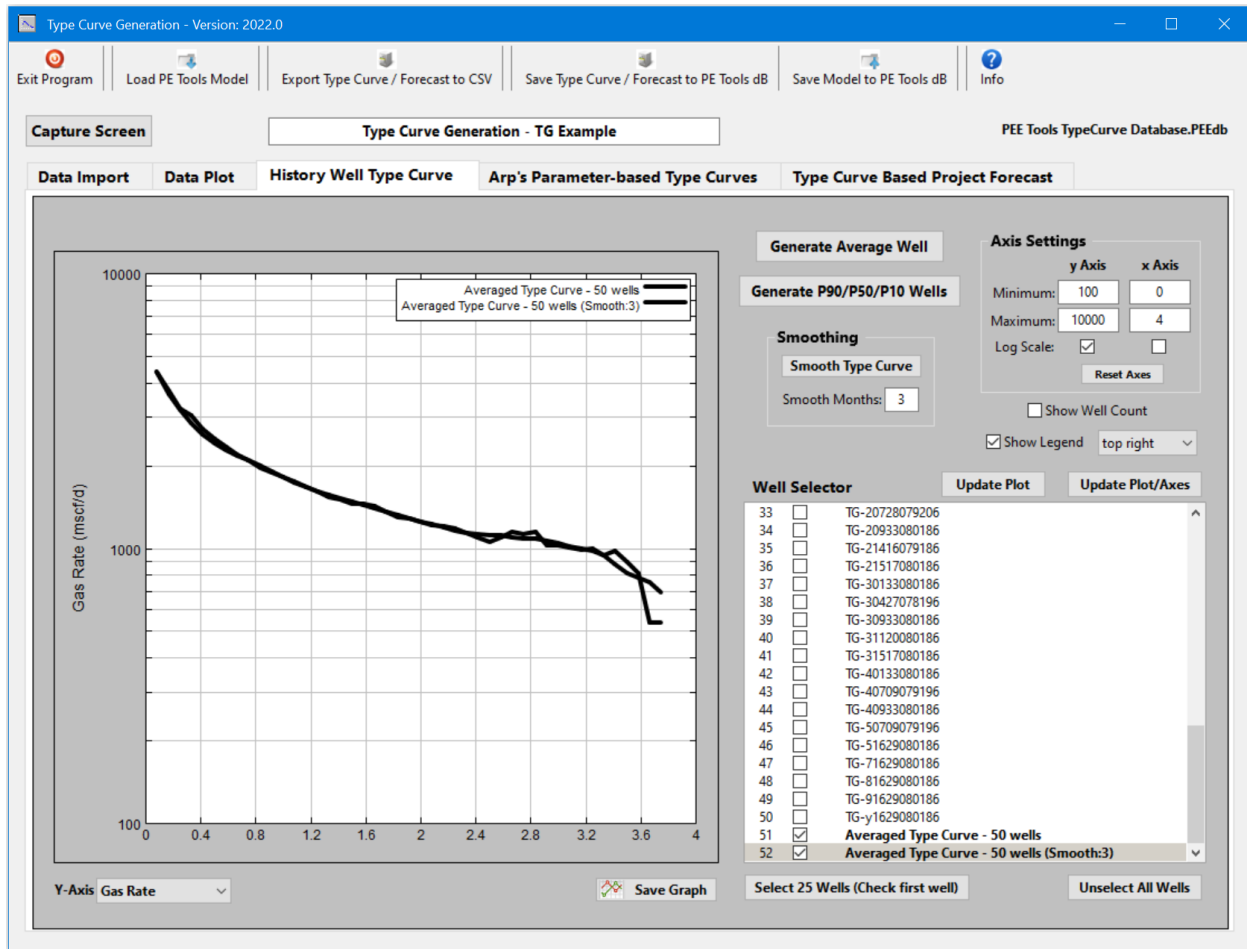 Type Curve Generation - Version: 2022.0
Exit Program
Load PE Tools Model
Export Type Curve / Forecast to CSV
Save Type Curve / Forecast to PE Tools dB
Save Model to PE Tools dB
Info
Capture Screen
Type Curve Generation - TG Example
PEE Tools TypeCurve Database.PEEdb
Data Import
Data Plot
History Well Type Curve
Arp's Parameter-based Type Curves
Type Curve Based Project Forecast
Averaged Type Curve - 50 wells
Averaged Type Curve - 50 wells (Smooth:3)
10000
1000
100
Gas Rate (mscf/d)
0 0.4 0.8 1.2 1.6 2 2.4 2.8 3.2 3.6 4
Y-Axis Gas Rate
Save Graph
Generate Average Well
Generate P90/P50/P10 Wells
Smoothing
Smooth Type Curve
Smooth Months: 3
Axis Settings
y Axis x Axis
Minimum: 100 0
Maximum: 10000 4
Log Scale:
Reset Axes
Show Well Count
Show Legend top right
Well Selector
Update Plot
Update Plot/Axes
33 TG-20728079206
34 TG-20933080186
35 TG-21416079186
36 TG-21517080186
37 TG-30133080186
38 TG-30427078196
39 TG-30933080186
40 TG-31120080186
41 TG-31517080186
42 TG-40133080186
43 TG-40709079196
44 TG-40933080186
45 TG-50709079196
46 TG-51629080186
47 TG-71629080186
48 TG-81629080186
49 TG-91629080186
50 TG-y1629080186
51 Averaged Type Curve - 50 wells
52 Averaged Type Curve - 50 wells (Smooth:3)
Select 25 Wells (Check first well)
Unselect All Wells